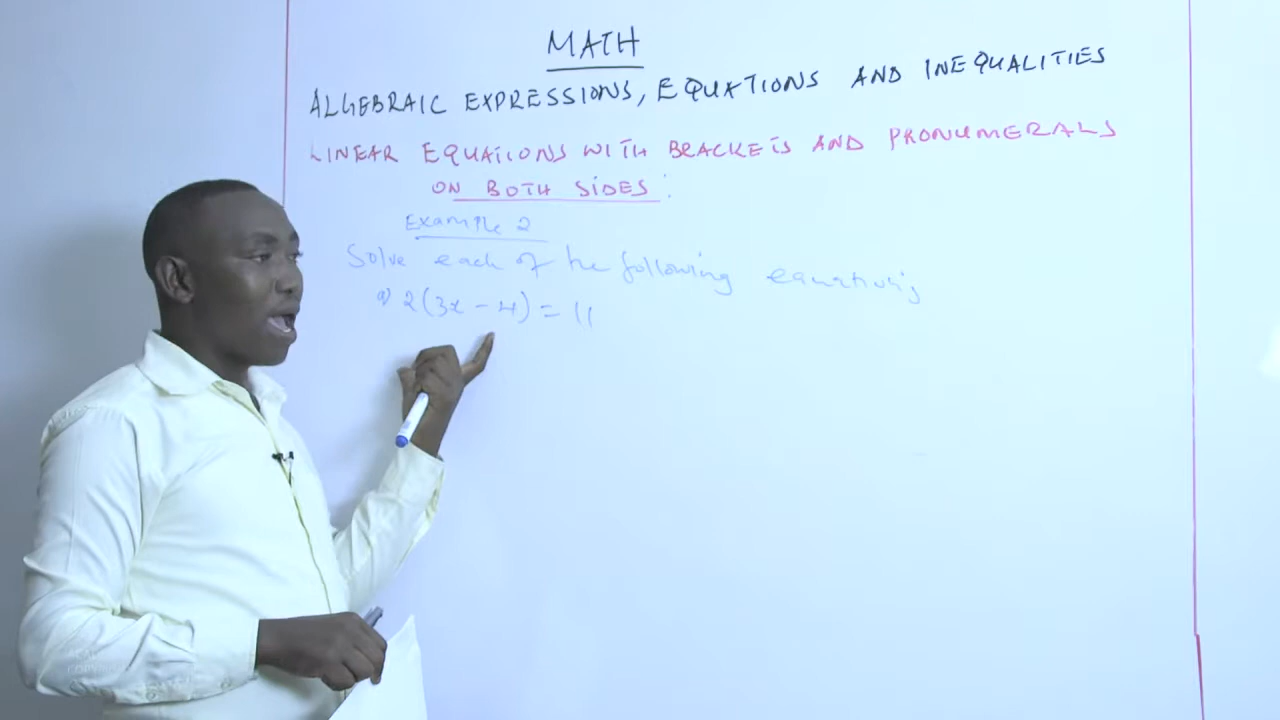 MATH
ALGEBRAIC EXPRESSIONS, EQUATIONS AND INEQUALITIES
LINEAR EQUATIONS WITH BRACKETS AND PRONUMERALS
ON BOTH SIDES:
Example 2
Solve each of the following equations
a) 2(3x - 4) = 11